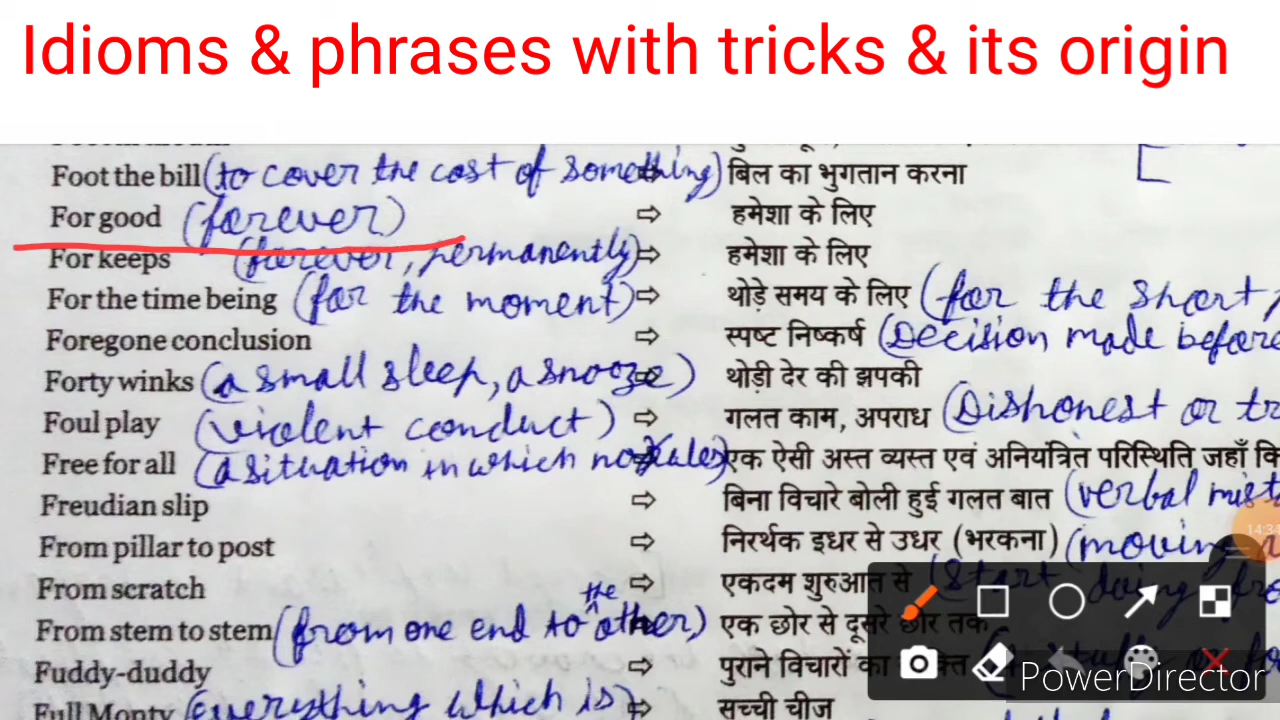 Idioms & phrases with tricks & its origin
Foot the bill (to cover the cost of something) बिल का भुगतान करना
For good (forever) ⇨ हमेशा के लिए
For keeps (forever, permanently) ⇨ हमेशा के लिए
For the time being (for the moment) ⇨ थोड़े समय के लिए (for the short
Foregone conclusion ⇨ स्पष्ट निष्कर्ष (Decision made before
Forty winks (a small sleep, a snooze) थोड़ी देर की झपकी
Foul play (violent conduct) ⇨ गलत काम, अपराध (Dishonest or
Free for all (a situation in which no rules) एक ऐसी अस्त व्यस्त एवं अनियंत्रित परिस्थिति जहाँ
Freudian slip ⇨ बिना विचारे बोली हुई गलत बात (verbal
From pillar to post ⇨ निरर्थक इधर से उधर (भरकना) (moving
From scratch ⇨ एकदम शुरुआत से (Start doing
From stem to stem (from one end to the other,) एक छोर से दूसरे छोर तक
Fuddy-duddy ⇨ पुराने विचारों का
Full Monty (everything which is) ⇨ सच्ची चीज
14:34
PowerDirector